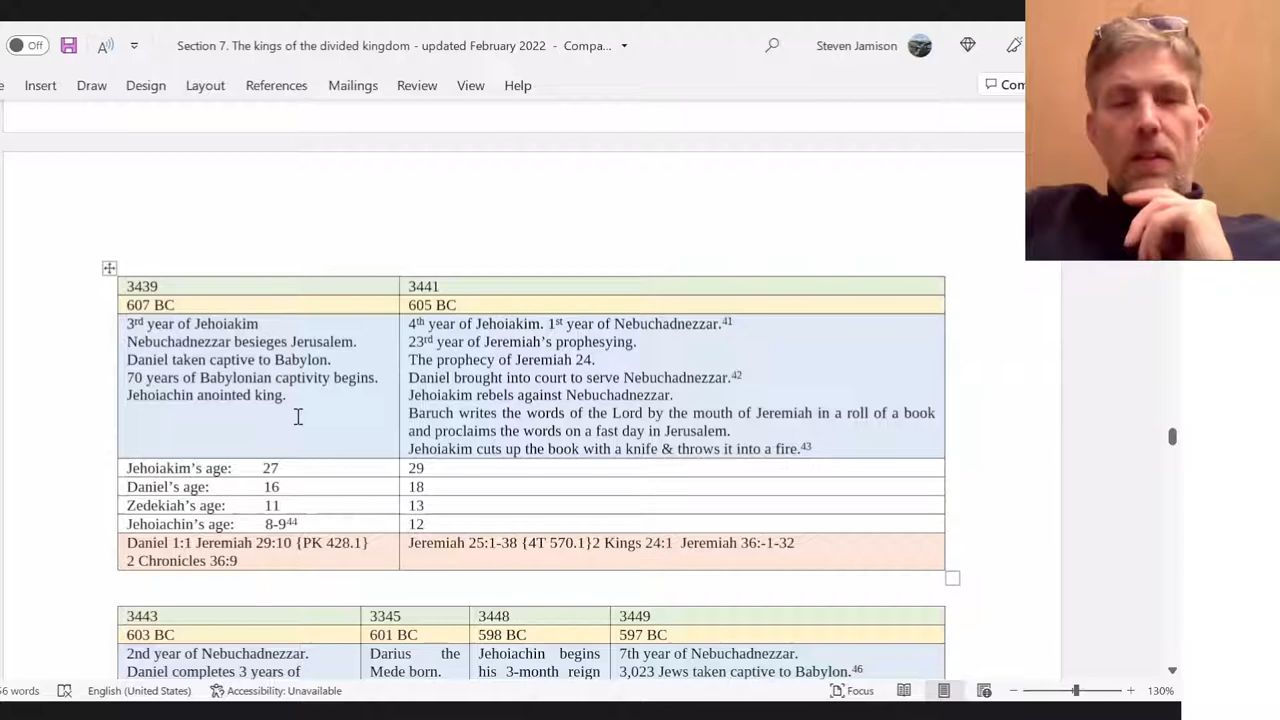 Off
Section 7. The kings of the divided kingdom - updated February 2022 - Compa...
Steven Jamison
Insert Draw Design Layout References Mailings Review View Help
3439 3441
607 BC 605 BC
3rd year of Jehoiakim
Nebuchadnezzar besieges Jerusalem.
Daniel taken captive to Babylon.
70 years of Babylonian captivity begins.
Jehoiachin anointed king.
4th year of Jehoiakim. 1st year of Nebuchadnezzar.41
23rd year of Jeremiah's prophesying.
The prophecy of Jeremiah 24.
Daniel brought into court to serve Nebuchadnezzar.42
Jehoiakim rebels against Nebuchadnezzar.
Baruch writes the words of the Lord by the mouth of Jeremiah in a roll of a book
and proclaims the words on a fast day in Jerusalem.
Jehoiakim cuts up the book with a knife & throws it into a fire.43
Jehoiakim's age: 27 29
Daniel's age: 16 18
Zedekiah's age: 11 13
Jehoiachin's age: 8-944 12
Daniel 1:1 Jeremiah 29:10 {PK 428.1}
2 Chronicles 36:9
Jeremiah 25:1-38 {4T 570.1}2 Kings 24:1 Jeremiah 36:-1-32
3443 3345 3448 3449
603 BC 601 BC 598 BC 597 BC
2nd year of Nebuchadnezzar.
Daniel completes 3 years of
Darius the
Mede born.
Jehoiachin begins
his 3-month reign
7th year of Nebuchadnezzar.
3,023 Jews taken captive to Babylon.46
words English (United States) Accessibility: Unavailable Focus 130%